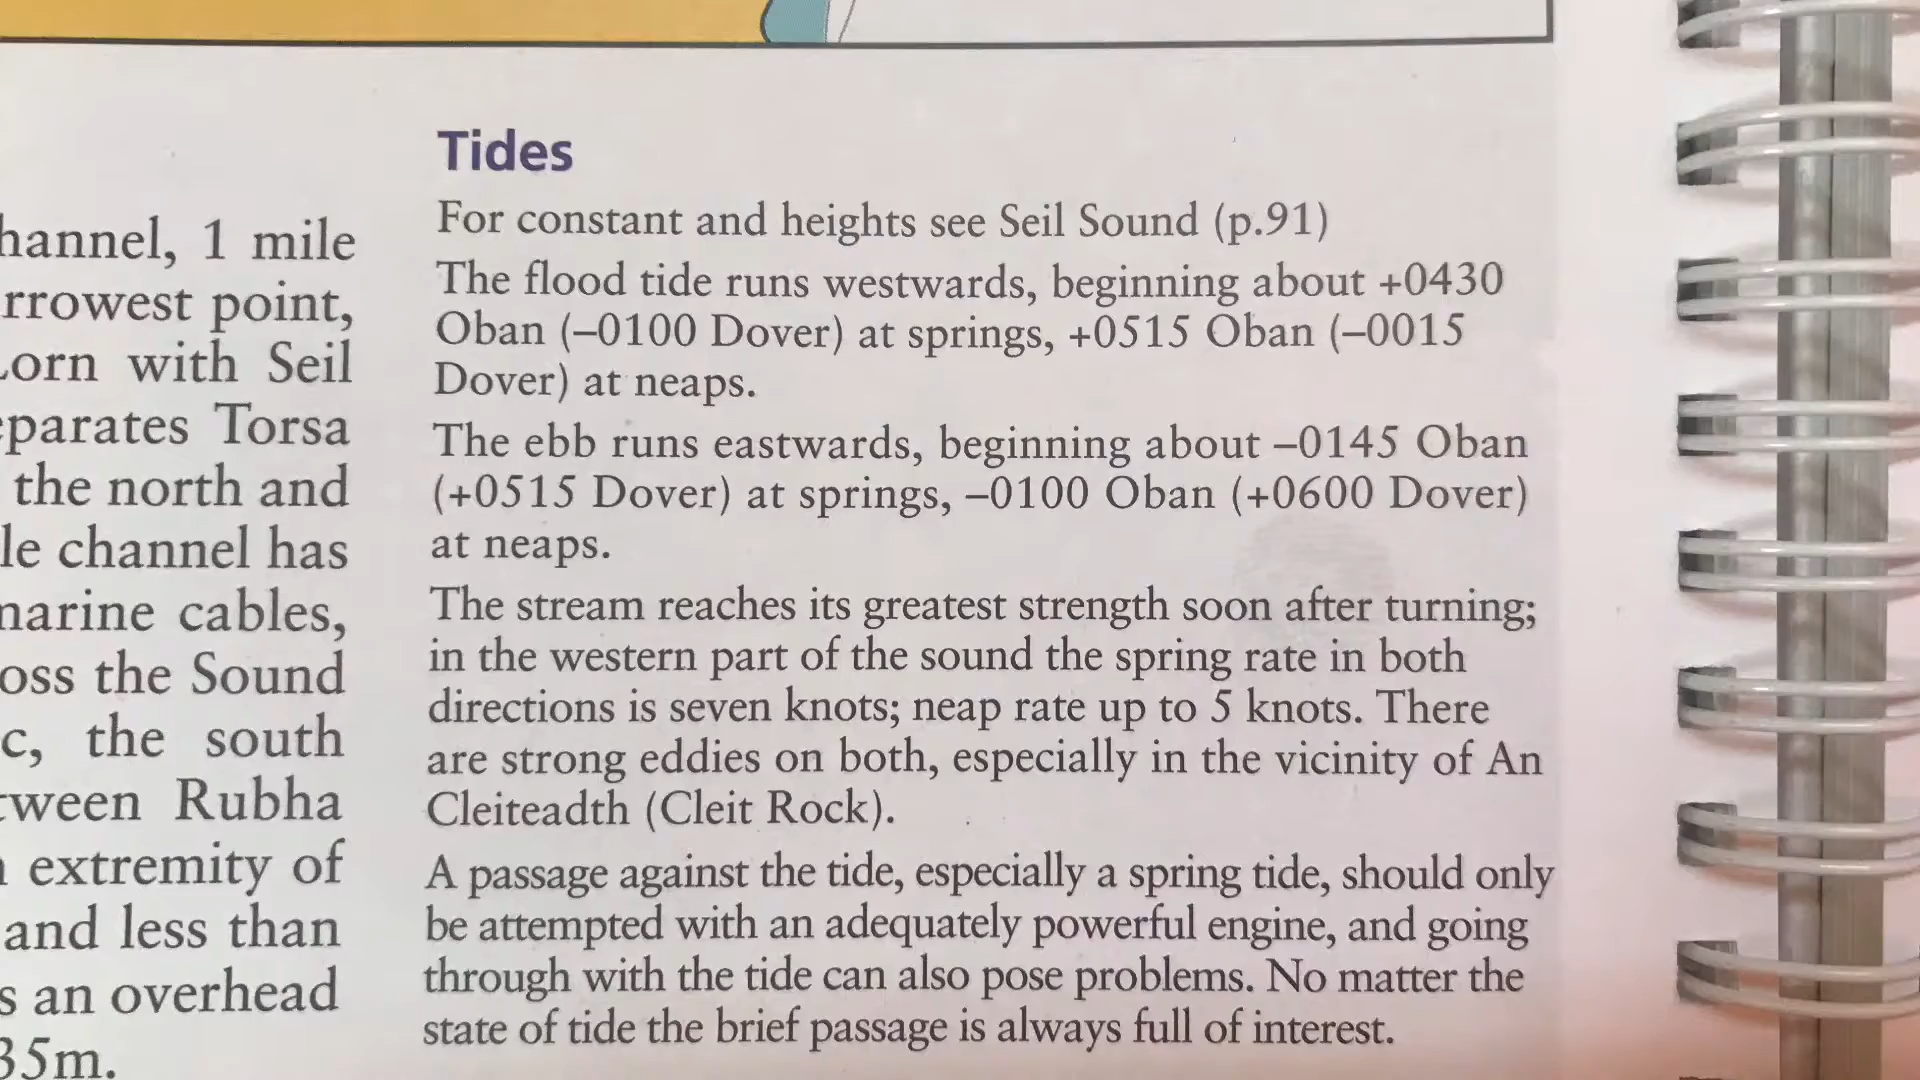 hannel, 1 mile
rrowest point,
Lorn with Seil
eparates Torsa
the north and
le channel has
marine cables,
oss the Sound
c, the south
tween Rubha
extremity of
and less than
s an overhead
35m.
Tides
For constant and heights see Seil Sound (p.91)
The flood tide runs westwards, beginning about +0430
Oban (–0100 Dover) at springs, +0515 Oban (–0015
Dover) at neaps.
The ebb runs eastwards, beginning about –0145 Oban
(+0515 Dover) at springs, –0100 Oban (+0600 Dover)
at neaps.
The stream reaches its greatest strength soon after turning;
in the western part of the sound the spring rate in both
directions is seven knots; neap rate up to 5 knots. There
are strong eddies on both, especially in the vicinity of An
Cleiteadth (Cleit Rock).
A passage against the tide, especially a spring tide, should only
be attempted with an adequately powerful engine, and going
through with the tide can also pose problems. No matter the
state of tide the brief passage is always full of interest.